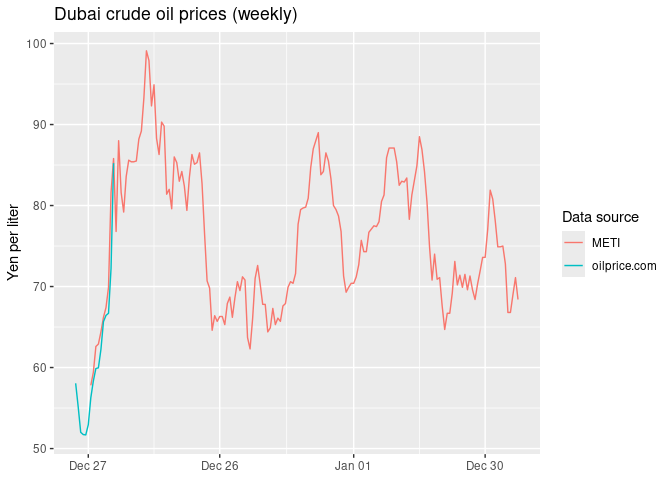 Dubai crude oil prices (weekly)
Yen per liter
100
90
80
70
60
50
Dec 27
Dec 26
Jan 01
Dec 30
Data source
METI
oilprice.com